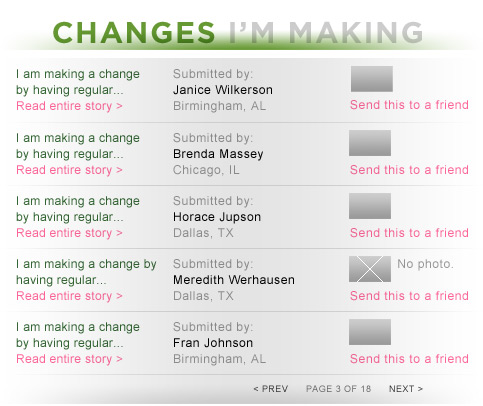 CHANGES I'M MAKING
I am making a change
by having regular...
Read entire story >
Submitted by:
Janice Wilkerson
Birmingham, AL
Send this to a friend
I am making a change
by having regular...
Read entire story >
Submitted by:
Brenda Massey
Chicago, IL
Send this to a friend
I am making a change
by having regular...
Read entire story >
Submitted by:
Horace Jupson
Dallas, TX
Send this to a friend
I am making a change by
having regular...
Read entire story >
Submitted by:
Meredith Werhausen
Dallas, TX
No photo.
Send this to a friend
I am making a change
by having regular...
Read entire story >
Submitted by:
Fran Johnson
Birmingham, AL
Send this to a friend
< PREV PAGE 3 OF 18 NEXT >